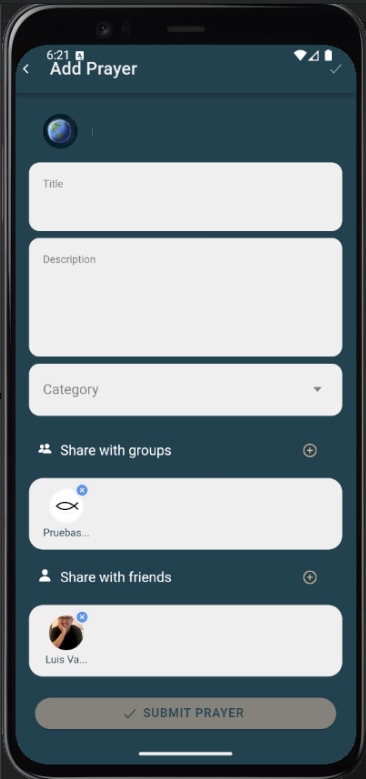 6:21 A
Add Prayer
Title
Description
Category
Share with groups
Pruebas...
Share with friends
Luis Va...
SUBMIT PRAYER